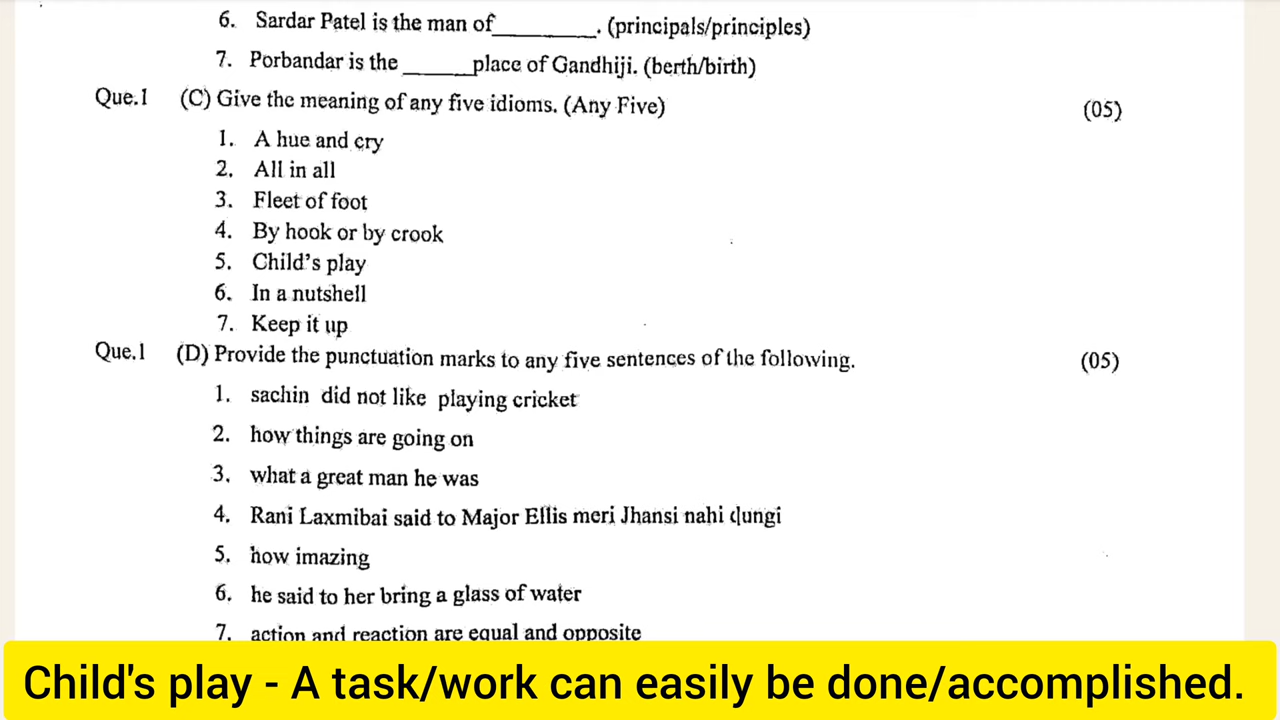 6. Sardar Patel is the man of_________. (principals/principles)
7. Porbandar is the ______place of Gandhiji. (berth/birth)
Que.1 (C) Give the meaning of any five idioms. (Any Five) (05)
1. A hue and cry
2. All in all
3. Fleet of foot
4. By hook or by crook
5. Child's play
6. In a nutshell
7. Keep it up
Que.1 (D) Provide the punctuation marks to any five sentences of the following. (05)
1. sachin did not like playing cricket
2. how things are going on
3. what a great man he was
4. Rani Laxmibai said to Major Ellis meri Jhansi nahi dungi
5. how imazing
6. he said to her bring a glass of water
7. action and reaction are equal and opposite
Child's play - A task/work can easily be done/accomplished.